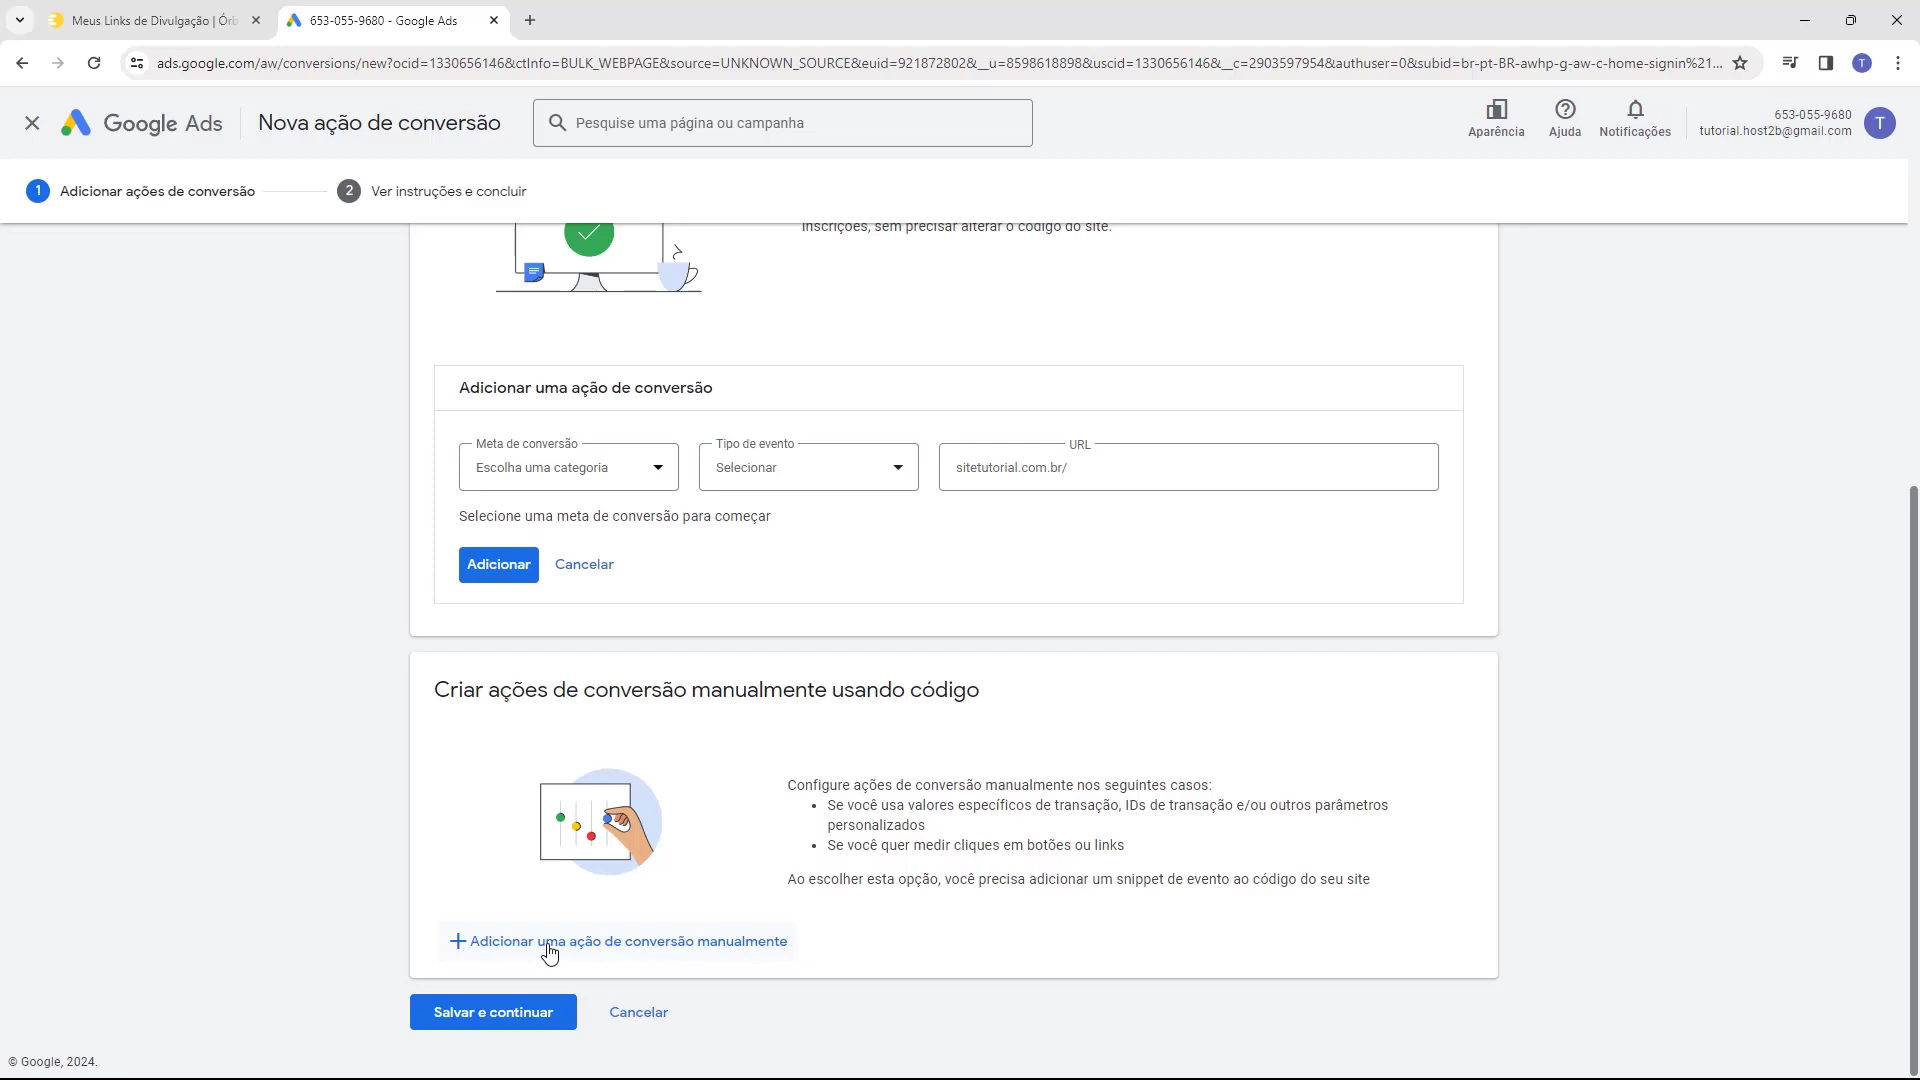 Meus Links de Divulgação | Órb
653-055-9680 - Google Ads
ads.google.com/aw/conversions/new?ocid=1330656146&ctInfo=BULK_WEBPAGE&source=UNKNOWN_SOURCE&euid=921872802&__u=8598618898&uscid=1330656146&__c=2903597954&authuser=0&subid=br-pt-BR-awhp-g-aw-c-home-signin%21...
T
Google Ads
Nova ação de conversão
Pesquise uma página ou campanha
Aparência
Ajuda
Notificações
653-055-9680
tutorial.host2b@gmail.com
T
1 Adicionar ações de conversão
2 Ver instruções e concluir
inscrições, sem precisar alterar o código do site.
Adicionar uma ação de conversão
Meta de conversão
Escolha uma categoria
Tipo de evento
Selecionar
URL
sitetutorial.com.br/
Selecione uma meta de conversão para começar
Adicionar
Cancelar
Criar ações de conversão manualmente usando código
Configure ações de conversão manualmente nos seguintes casos:
• Se você usa valores específicos de transação, IDs de transação e/ou outros parâmetros
personalizados
• Se você quer medir cliques em botões ou links
Ao escolher esta opção, você precisa adicionar um snippet de evento ao código do seu site
+ Adicionar uma ação de conversão manualmente
Salvar e continuar
Cancelar
© Google, 2024.